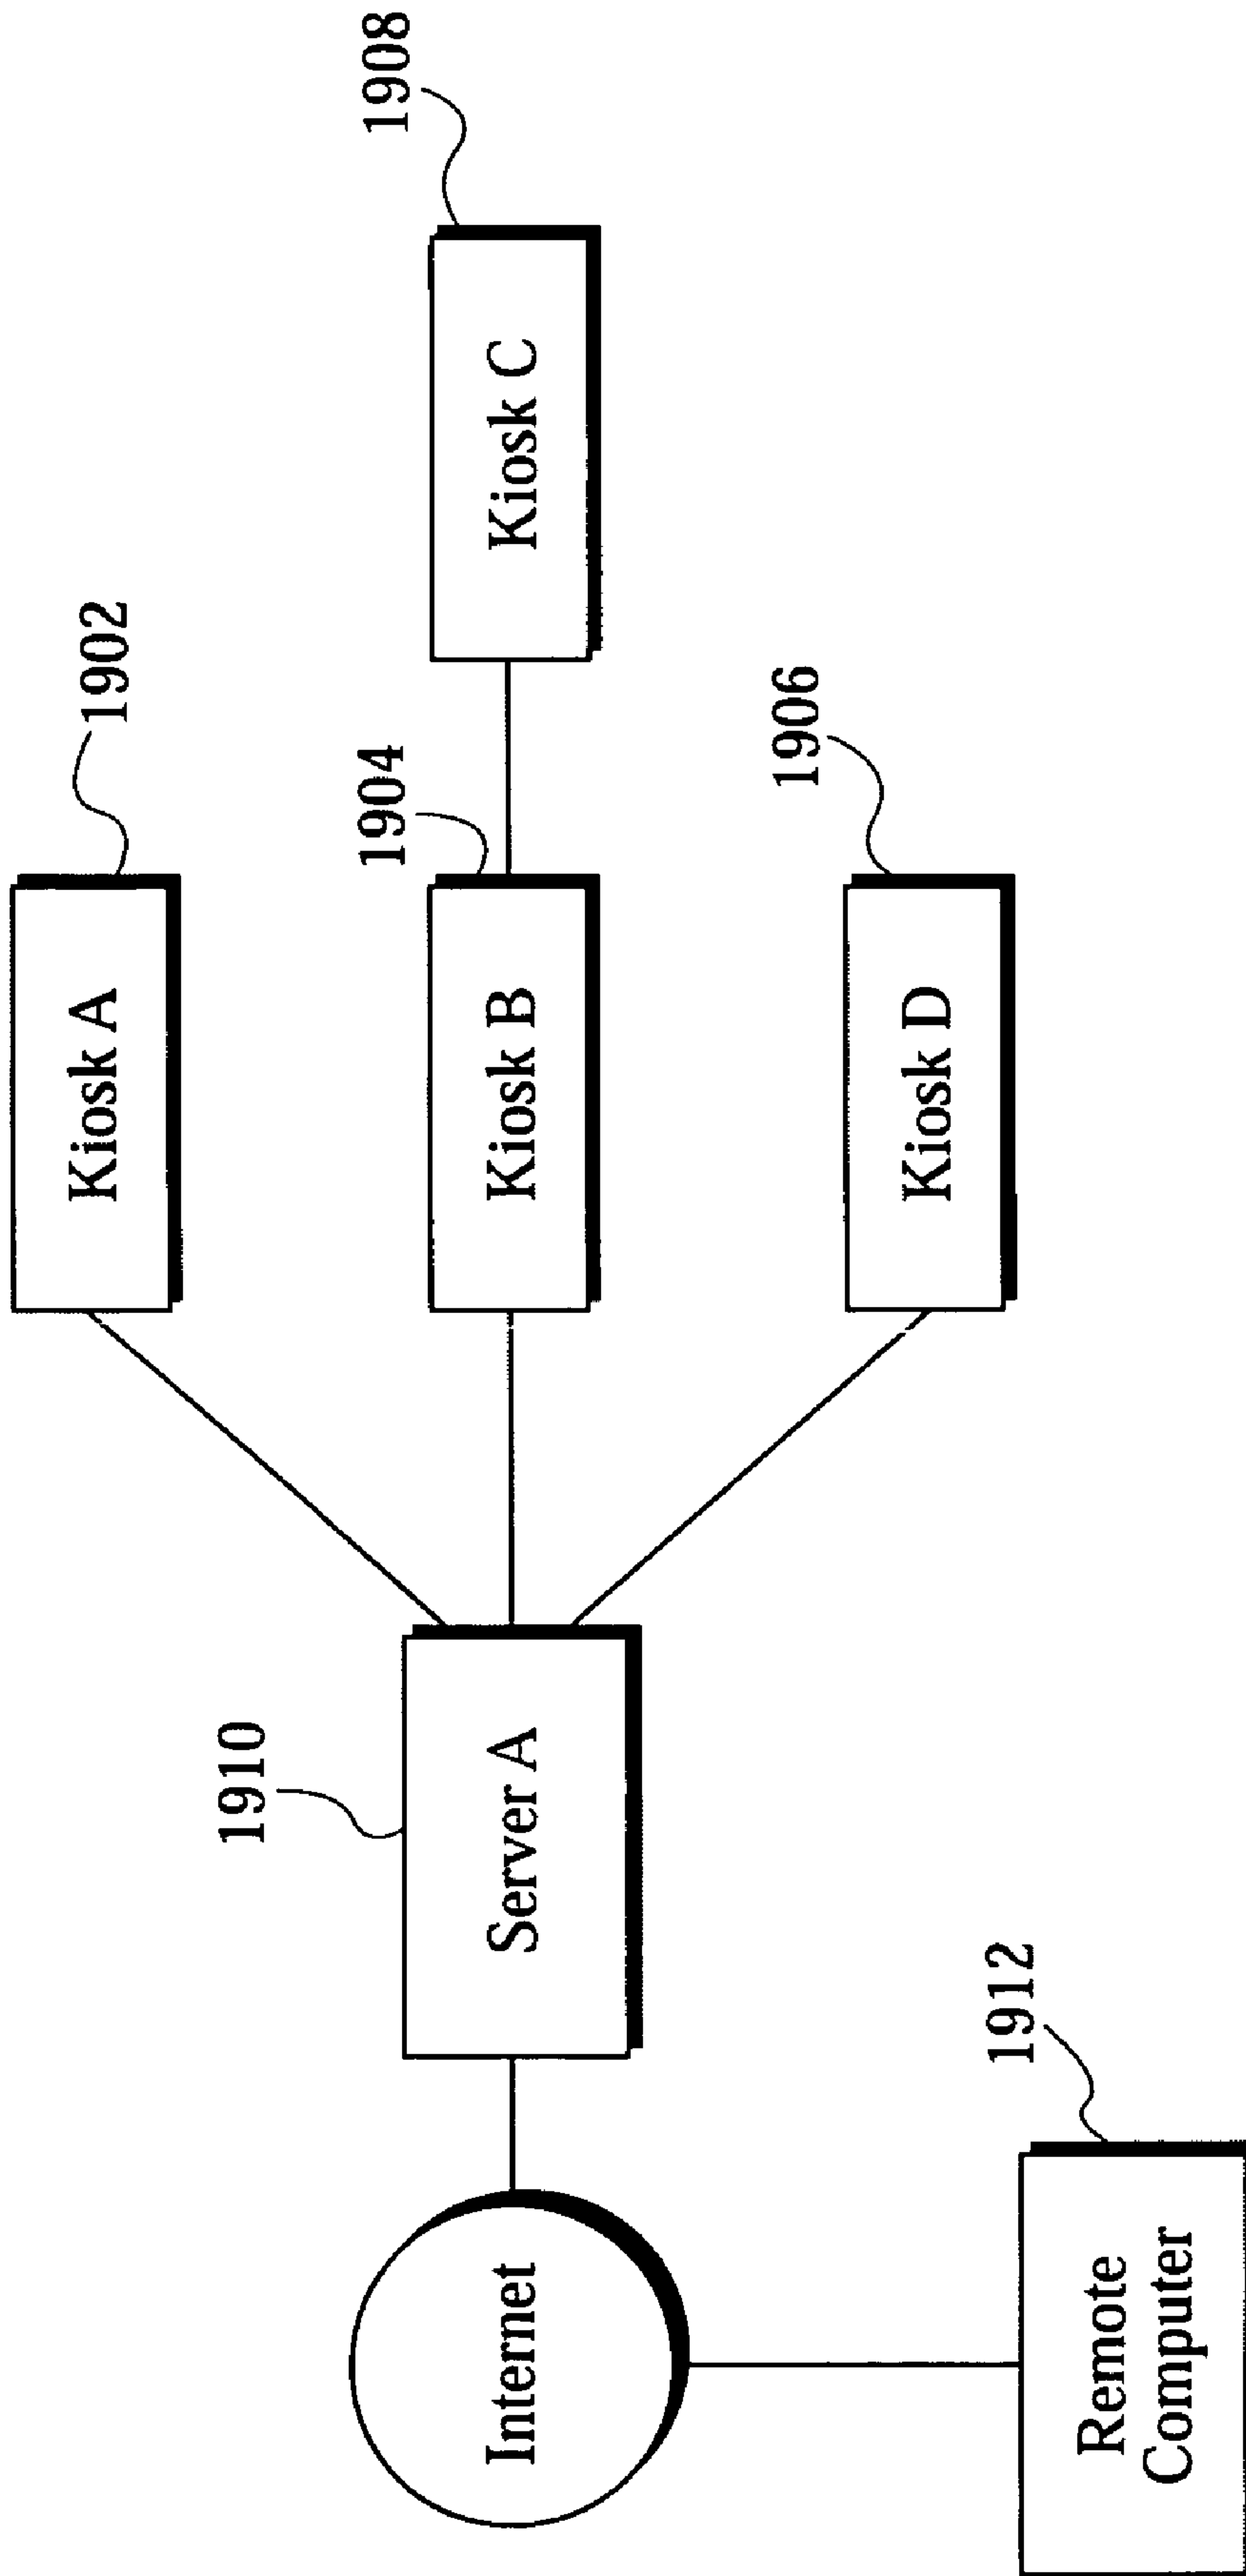 1902
Kiosk A
1910
1904
1908
Internet
Server A
Kiosk B
Kiosk C
1906
Kiosk D
1912
Remote
Computer